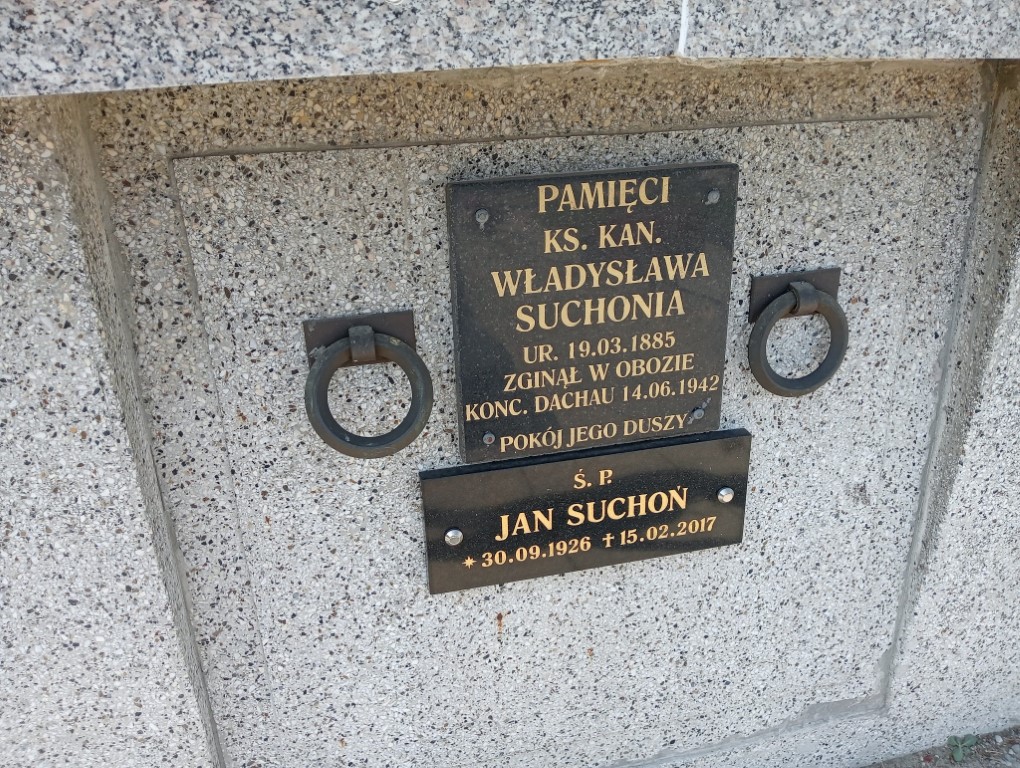 PAMIĘCI
KS. KAN.
WŁADYSŁAWA
SUCHONIA
UR. 19.03.1885
ZGINĄŁ W OBOZIE
KONC. DACHAU 14.06.1942
POKÓJ JEGO DUSZY
Ś. P.
JAN SUCHOŃ
✴ 30.09.1926 ✝ 15.02.2017